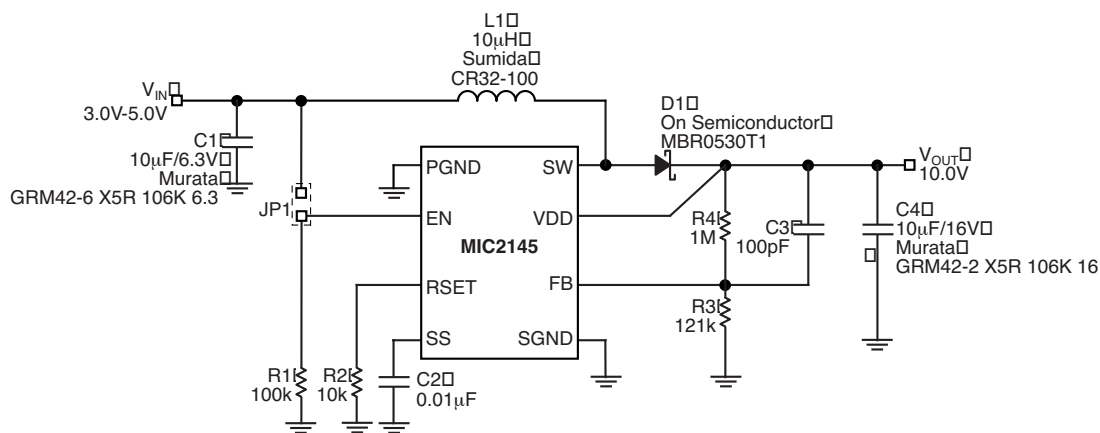 L1
10µH
Sumida
CR32-100
VIN
3.0V-5.0V
C1
10µF/6.3V
Murata
GRM42-6 X5R 106K 6.3
JP1
D1
On Semiconductor
MBR0530T1
VOUT
10.0V
PGND
SW
EN
VDD
MIC2145
RSET
FB
SS
SGND
R4
1M
C3
100pF
C4
10µF/16V
Murata
GRM42-2 X5R 106K 16
R3
121k
R1
100k
R2
10k
C2
0.01µF